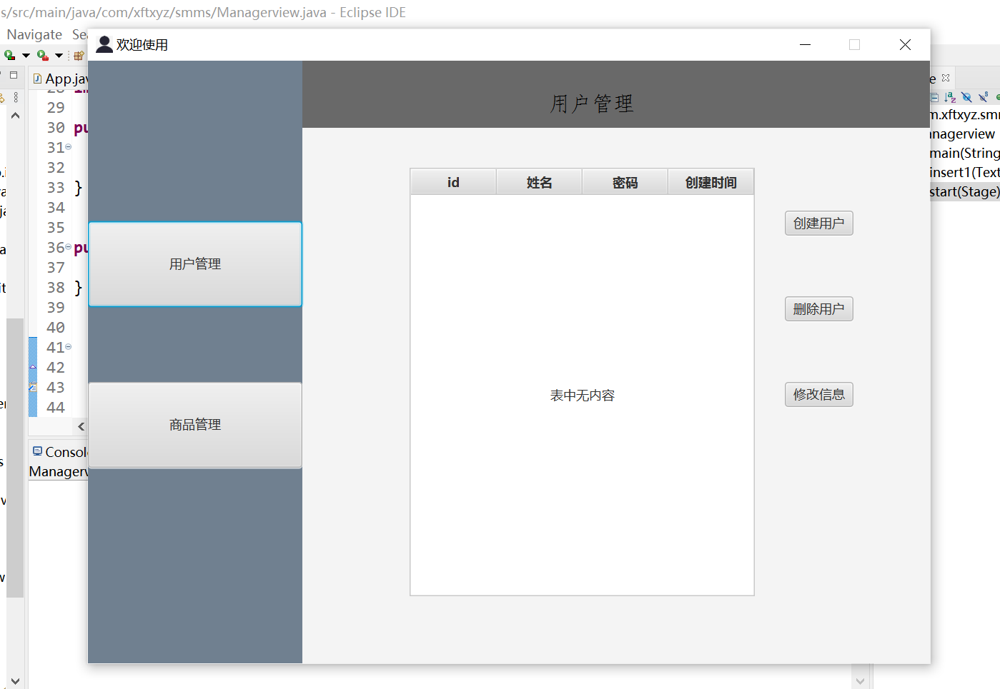 s/src/main/java/com/xftxyz/smms/Managerview.java - Eclipse IDE
Navigate Sea
欢迎使用
App.jav
用户管理
29
30 pu
31
32
33 }
34
35
36 pu
37
38 }
39
40
41
42
43
44
id 姓名 密码 创建时间
表中无内容
用户管理
商品管理
创建用户
删除用户
修改信息
Consol
Managerv
e
m.xftxyz.smm
anagerview
main(String
insert1(Text
start(Stage)